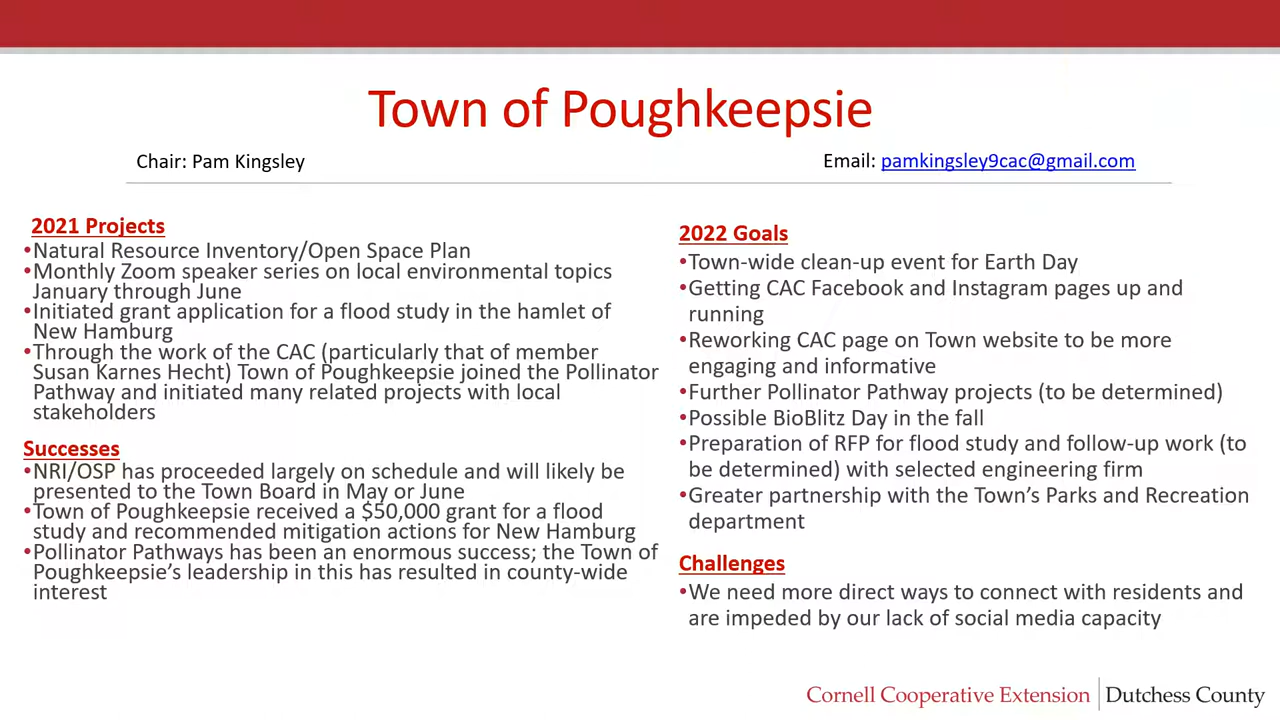 Town of Poughkeepsie
Chair: Pam Kingsley
Email: pamkingsley9cac@gmail.com
2021 Projects
•Natural Resource Inventory/Open Space Plan
•Monthly Zoom speaker series on local environmental topics
January through June
•Initiated grant application for a flood study in the hamlet of
New Hamburg
•Through the work of the CAC (particularly that of member
Susan Karnes Hecht) Town of Poughkeepsie joined the Pollinator
Pathway and initiated many related projects with local
stakeholders
Successes
•NRI/OSP has proceeded largely on schedule and will likely be
presented to the Town Board in May or June
•Town of Poughkeepsie received a $50,000 grant for a flood
study and recommended mitigation actions for New Hamburg
•Pollinator Pathways has been an enormous success; the Town of
Poughkeepsie’s leadership in this has resulted in county-wide
interest
2022 Goals
•Town-wide clean-up event for Earth Day
•Getting CAC Facebook and Instagram pages up and
running
•Reworking CAC page on Town website to be more
engaging and informative
•Further Pollinator Pathway projects (to be determined)
•Possible BioBlitz Day in the fall
•Preparation of RFP for flood study and follow-up work (to
be determined) with selected engineering firm
•Greater partnership with the Town’s Parks and Recreation
department
Challenges
•We need more direct ways to connect with residents and
are impeded by our lack of social media capacity
Cornell Cooperative Extension | Dutchess County